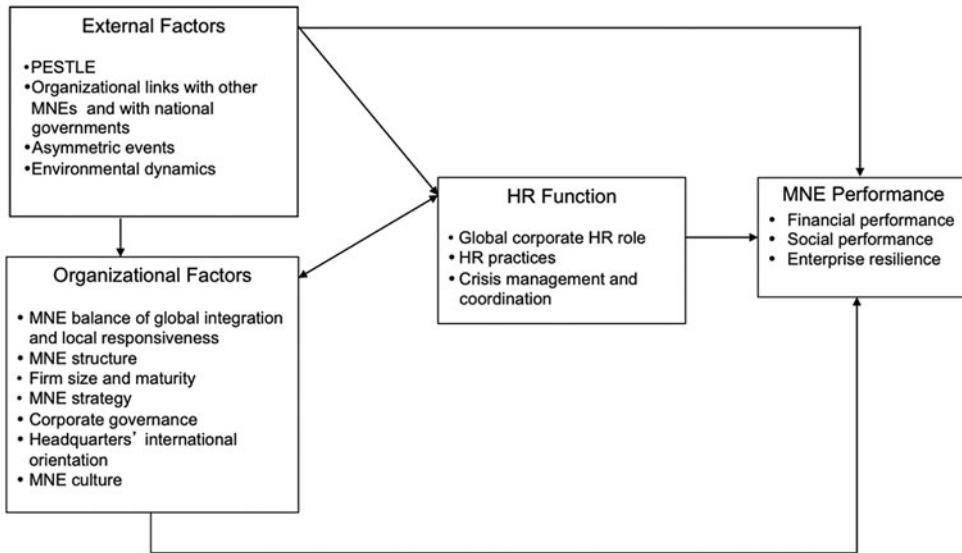 External Factors
•PESTLE
•Organizational links with other
MNEs and with national
governments
•Asymmetric events
•Environmental dynamics
Organizational Factors
• MNE balance of global integration
and local responsiveness
• MNE structure
• Firm size and maturity
• MNE strategy
• Corporate governance
• Headquarters' international
orientation
• MNE culture
HR Function
• Global corporate HR role
• HR practices
• Crisis management and
coordination
MNE Performance
• Financial performance
• Social performance
• Enterprise resilience